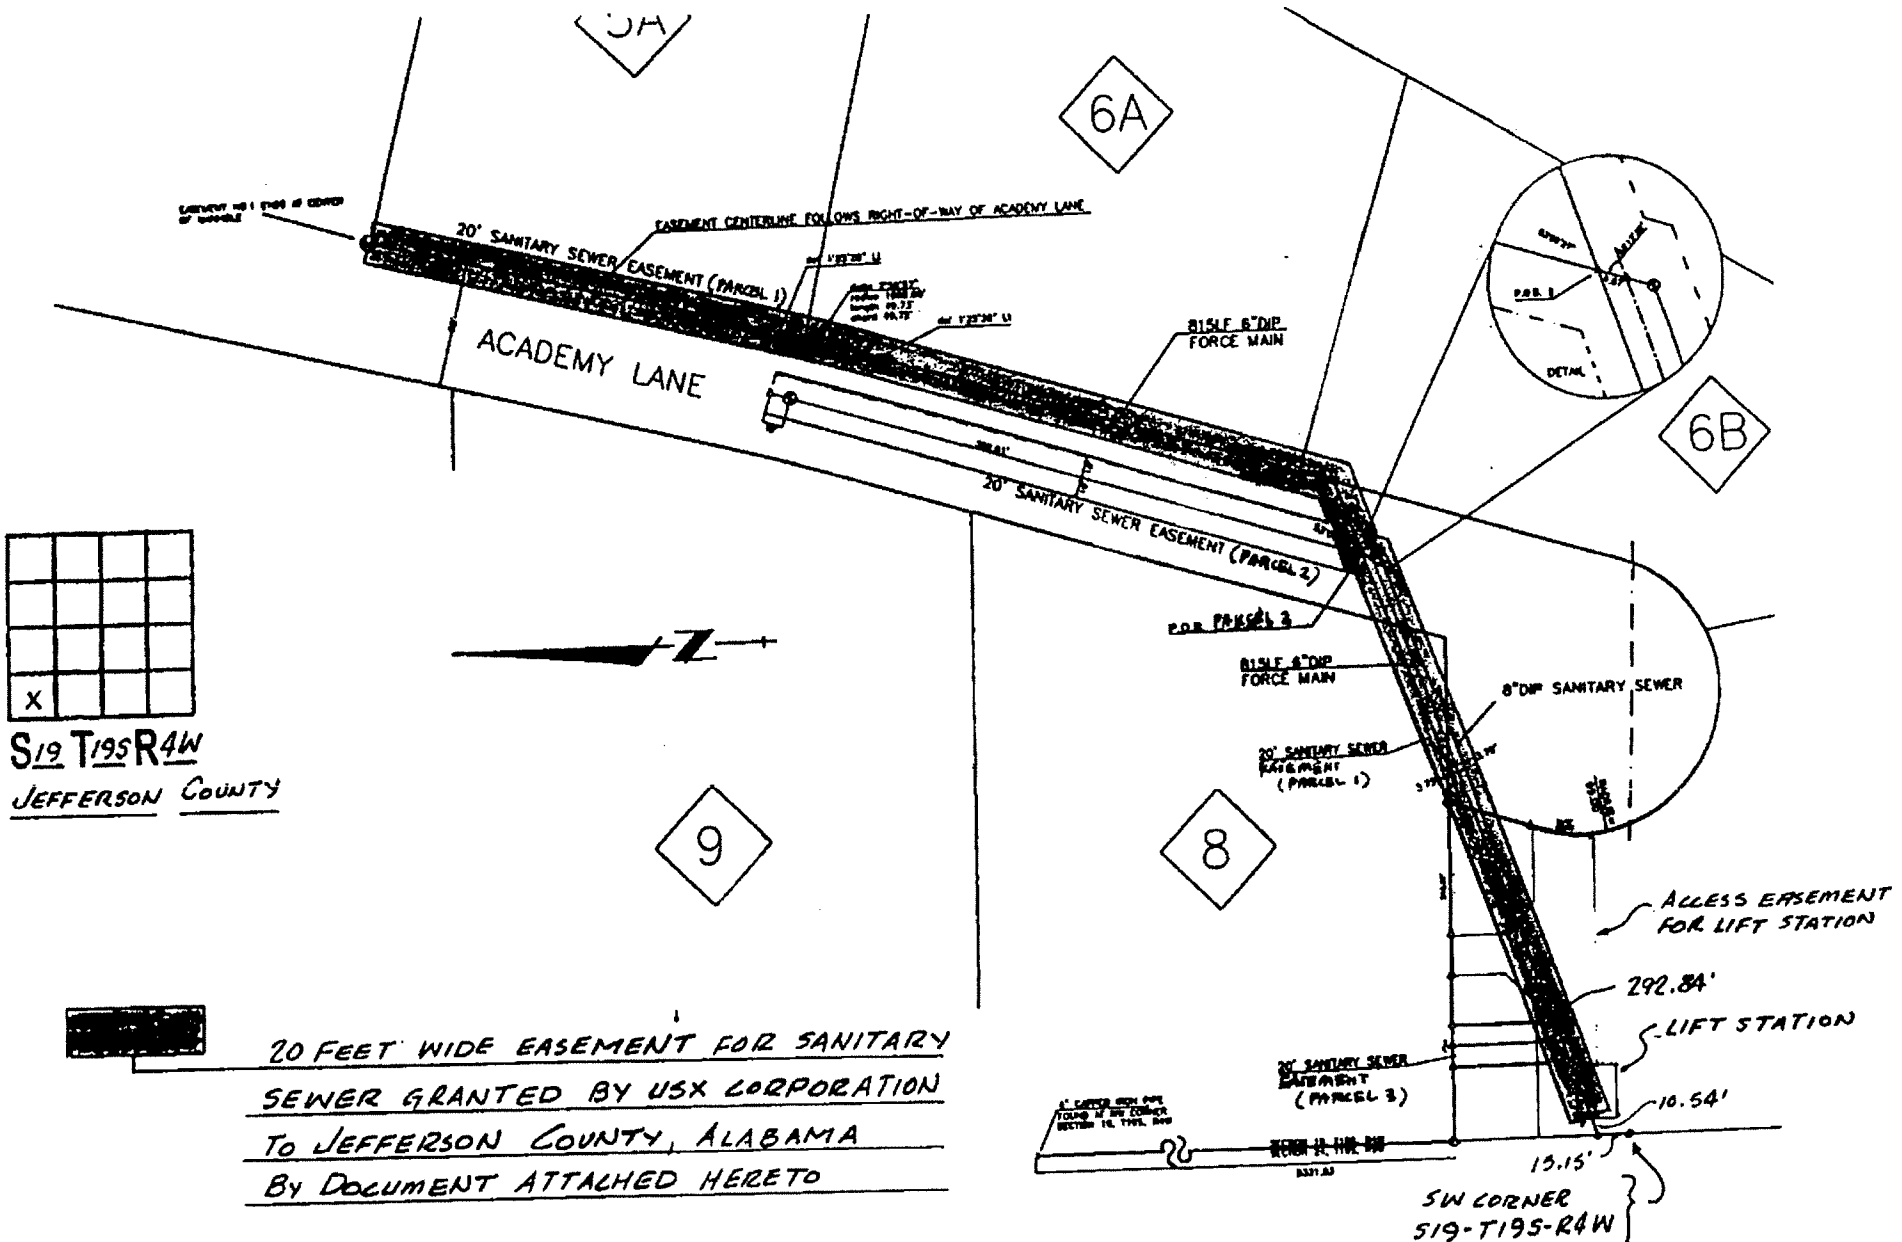 5A
6A
20' SANITARY SEWER EASEMENT (PARCEL 1)
EASEMENT CENTERLINE FOLLOWS RIGHT-OF-WAY OF ACADEMY LANE
815LF 6"DIP
FORCE MAIN
DETAIL
6B
ACADEMY LANE
20' SANITARY SEWER EASEMENT (PARCEL 2)
P.O.B. PARCEL 2
815LF 6"DIP
FORCE MAIN
8"DIP SANITARY SEWER
20' SANITARY SEWER
EASEMENT
(PARCEL 1)
N
X
S19 T19S R4W
JEFFERSON COUNTY
9
8
ACCESS EASEMENT
FOR LIFT STATION
292.84'
LIFT STATION
10.54'
13.15'
SW CORNER
S19-T19S-R4W
20' SANITARY SEWER
EASEMENT
(PARCEL 3)
20 FEET WIDE EASEMENT FOR SANITARY
SEWER GRANTED BY USX CORPORATION
TO JEFFERSON COUNTY, ALABAMA
BY DOCUMENT ATTACHED HERETO